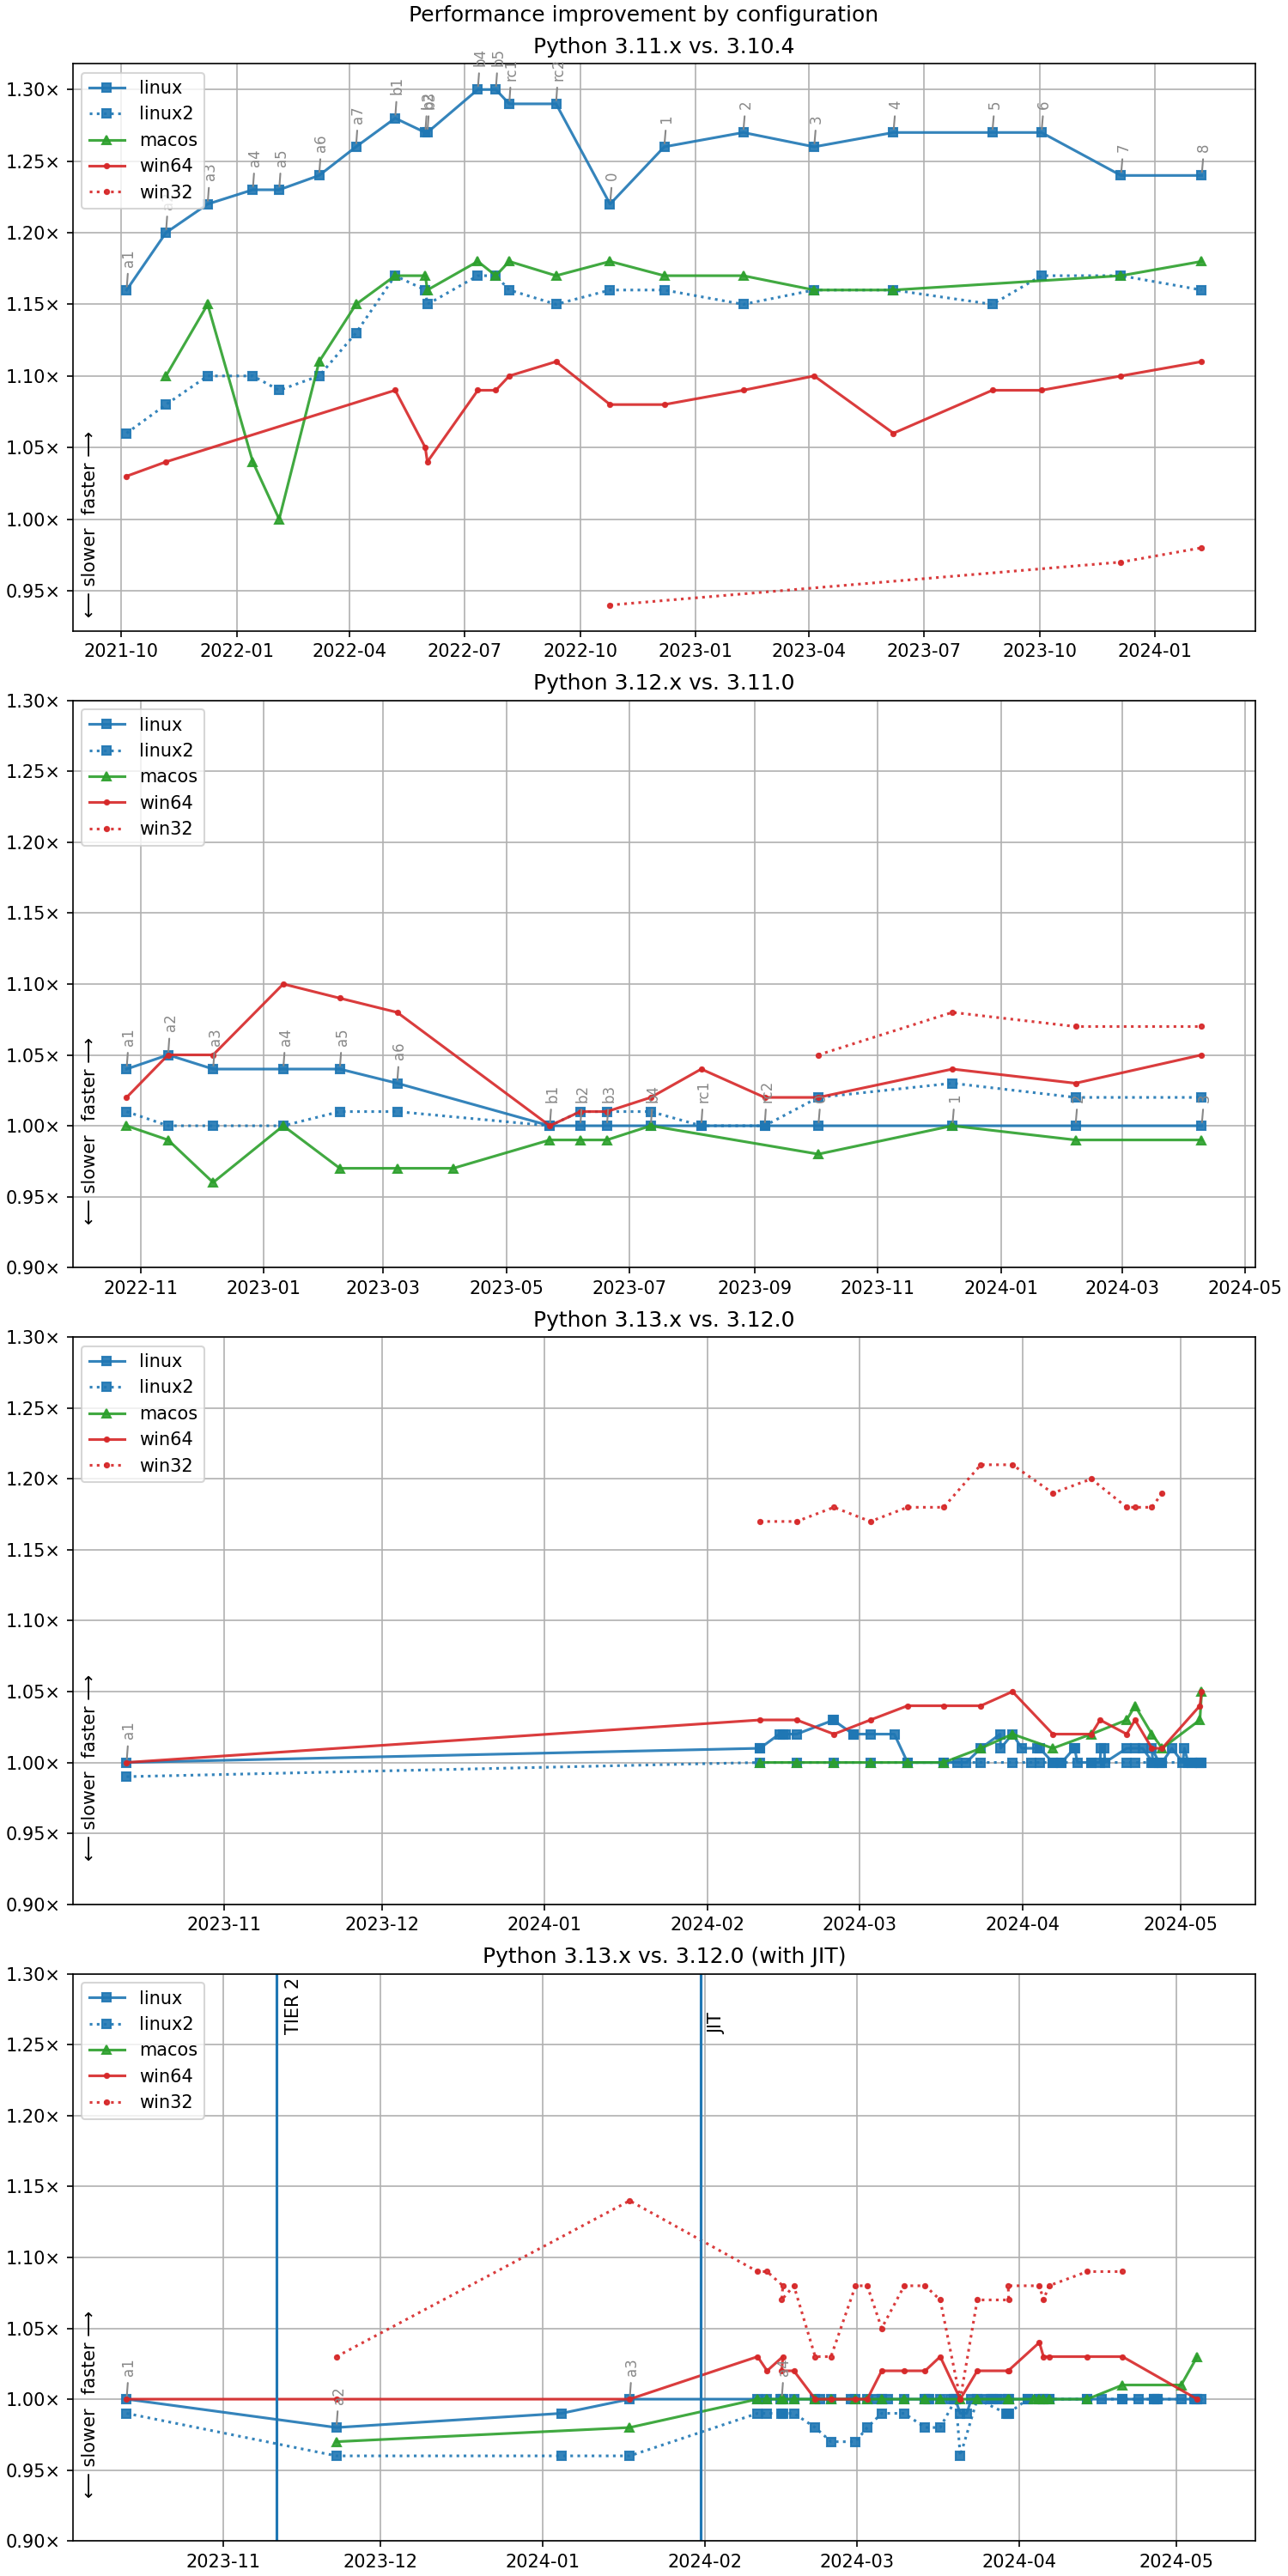 Performance improvement by configuration
Python 3.11.x vs. 3.10.4
linux
linux2
macos
win64
win32
a1
a3
a4
a5
a6
a7
b1
b4
b5
rc1
rc2
0
1
2
3
4
5
6
7
8
1.30×
1.25×
1.20×
1.15×
1.10×
1.05×
1.00×
0.95×
⟵ slower faster ⟶
2021-10 2022-01 2022-04 2022-07 2022-10 2023-01 2023-04 2023-07 2023-10 2024-01
Python 3.12.x vs. 3.11.0
linux
linux2
macos
win64
win32
a1
a2
a3
a4
a5
a6
b1
b2
b3
b4
rc1
rc2
1
1.30×
1.25×
1.20×
1.15×
1.10×
1.05×
1.00×
0.95×
0.90×
⟵ slower faster ⟶
2022-11 2023-01 2023-03 2023-05 2023-07 2023-09 2023-11 2024-01 2024-03 2024-05
Python 3.13.x vs. 3.12.0
linux
linux2
macos
win64
win32
a1
1.30×
1.25×
1.20×
1.15×
1.10×
1.05×
1.00×
0.95×
0.90×
⟵ slower faster ⟶
2023-11 2023-12 2024-01 2024-02 2024-03 2024-04 2024-05
Python 3.13.x vs. 3.12.0 (with JIT)
linux
linux2
macos
win64
win32
TIER 2
JIT
a1
a2
a3
a4
1.30×
1.25×
1.20×
1.15×
1.10×
1.05×
1.00×
0.95×
0.90×
⟵ slower faster ⟶
2023-11 2023-12 2024-01 2024-02 2024-03 2024-04 2024-05